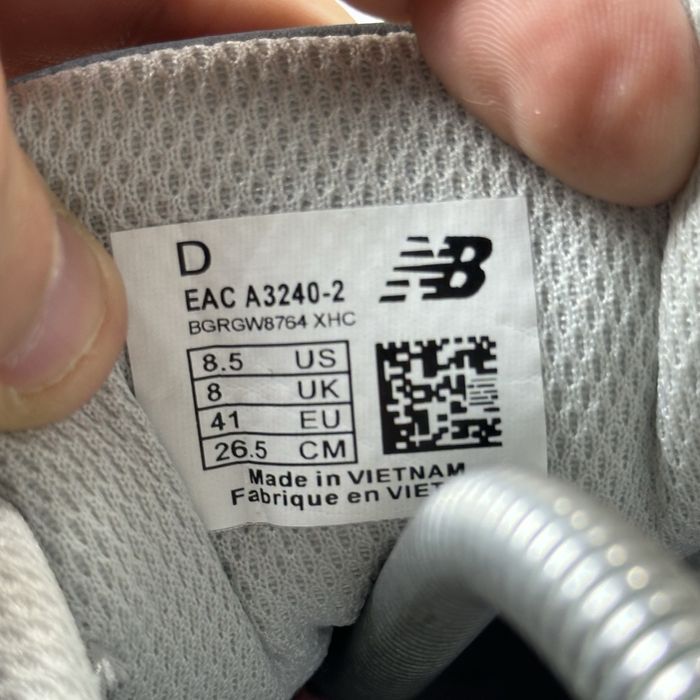 D
NB
EAC A3240-2
BGRGW8764 XHC
8.5 US
8 UK
41 EU
26.5 CM
Made in VIETNAM
Fabrique en